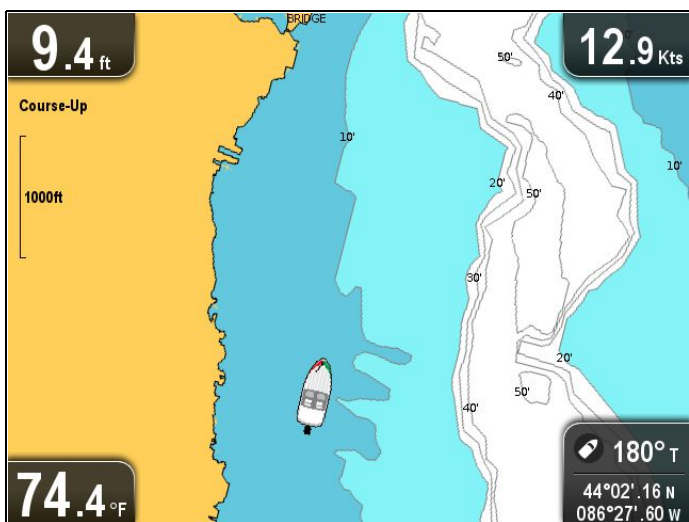 BRIDGE
9.4 ft
12.9 Kts
Course-Up
1000ft
50'
40'
10'
10'
20'
50'
30'
20'
50'
40'
180° T
44°02'.16 N
086°27'.60 W
74.4 °F